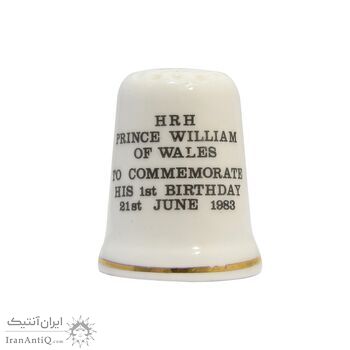 HRH
PRINCE WILLIAM
OF WALES
TO COMMEMORATE
HIS 1st BIRTHDAY
21st JUNE 1983
ایران آنتیک
IranAntiQ.com